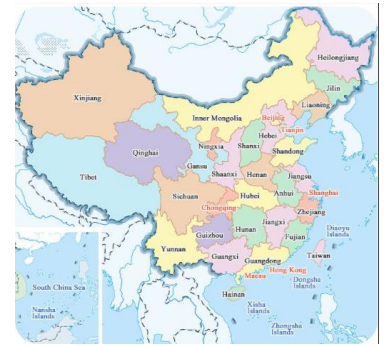 Heilongjiang
Jilin
Xinjiang
Liaoning
Inner Mongolia
Beijing
Tianjin
Hebei
Ningxia
Shanxi
Shandong
Qinghai
Gansu
Shaanxi
Henan
Jiangsu
Tibet
Shanghai
Sichuan
Hubei
Anhui
Chongqing
Zhejiang
Hunan
Jiangxi
Guizhou
Fujian
Diaoyu
Islands
Yunnan
Guangxi
Guangdong
Taiwan
Hong Kong
Macau
Dongsha
Islands
South China Sea
Hainan
Nansha
Islands
Xisha
Islands
Zhongsha
Islands